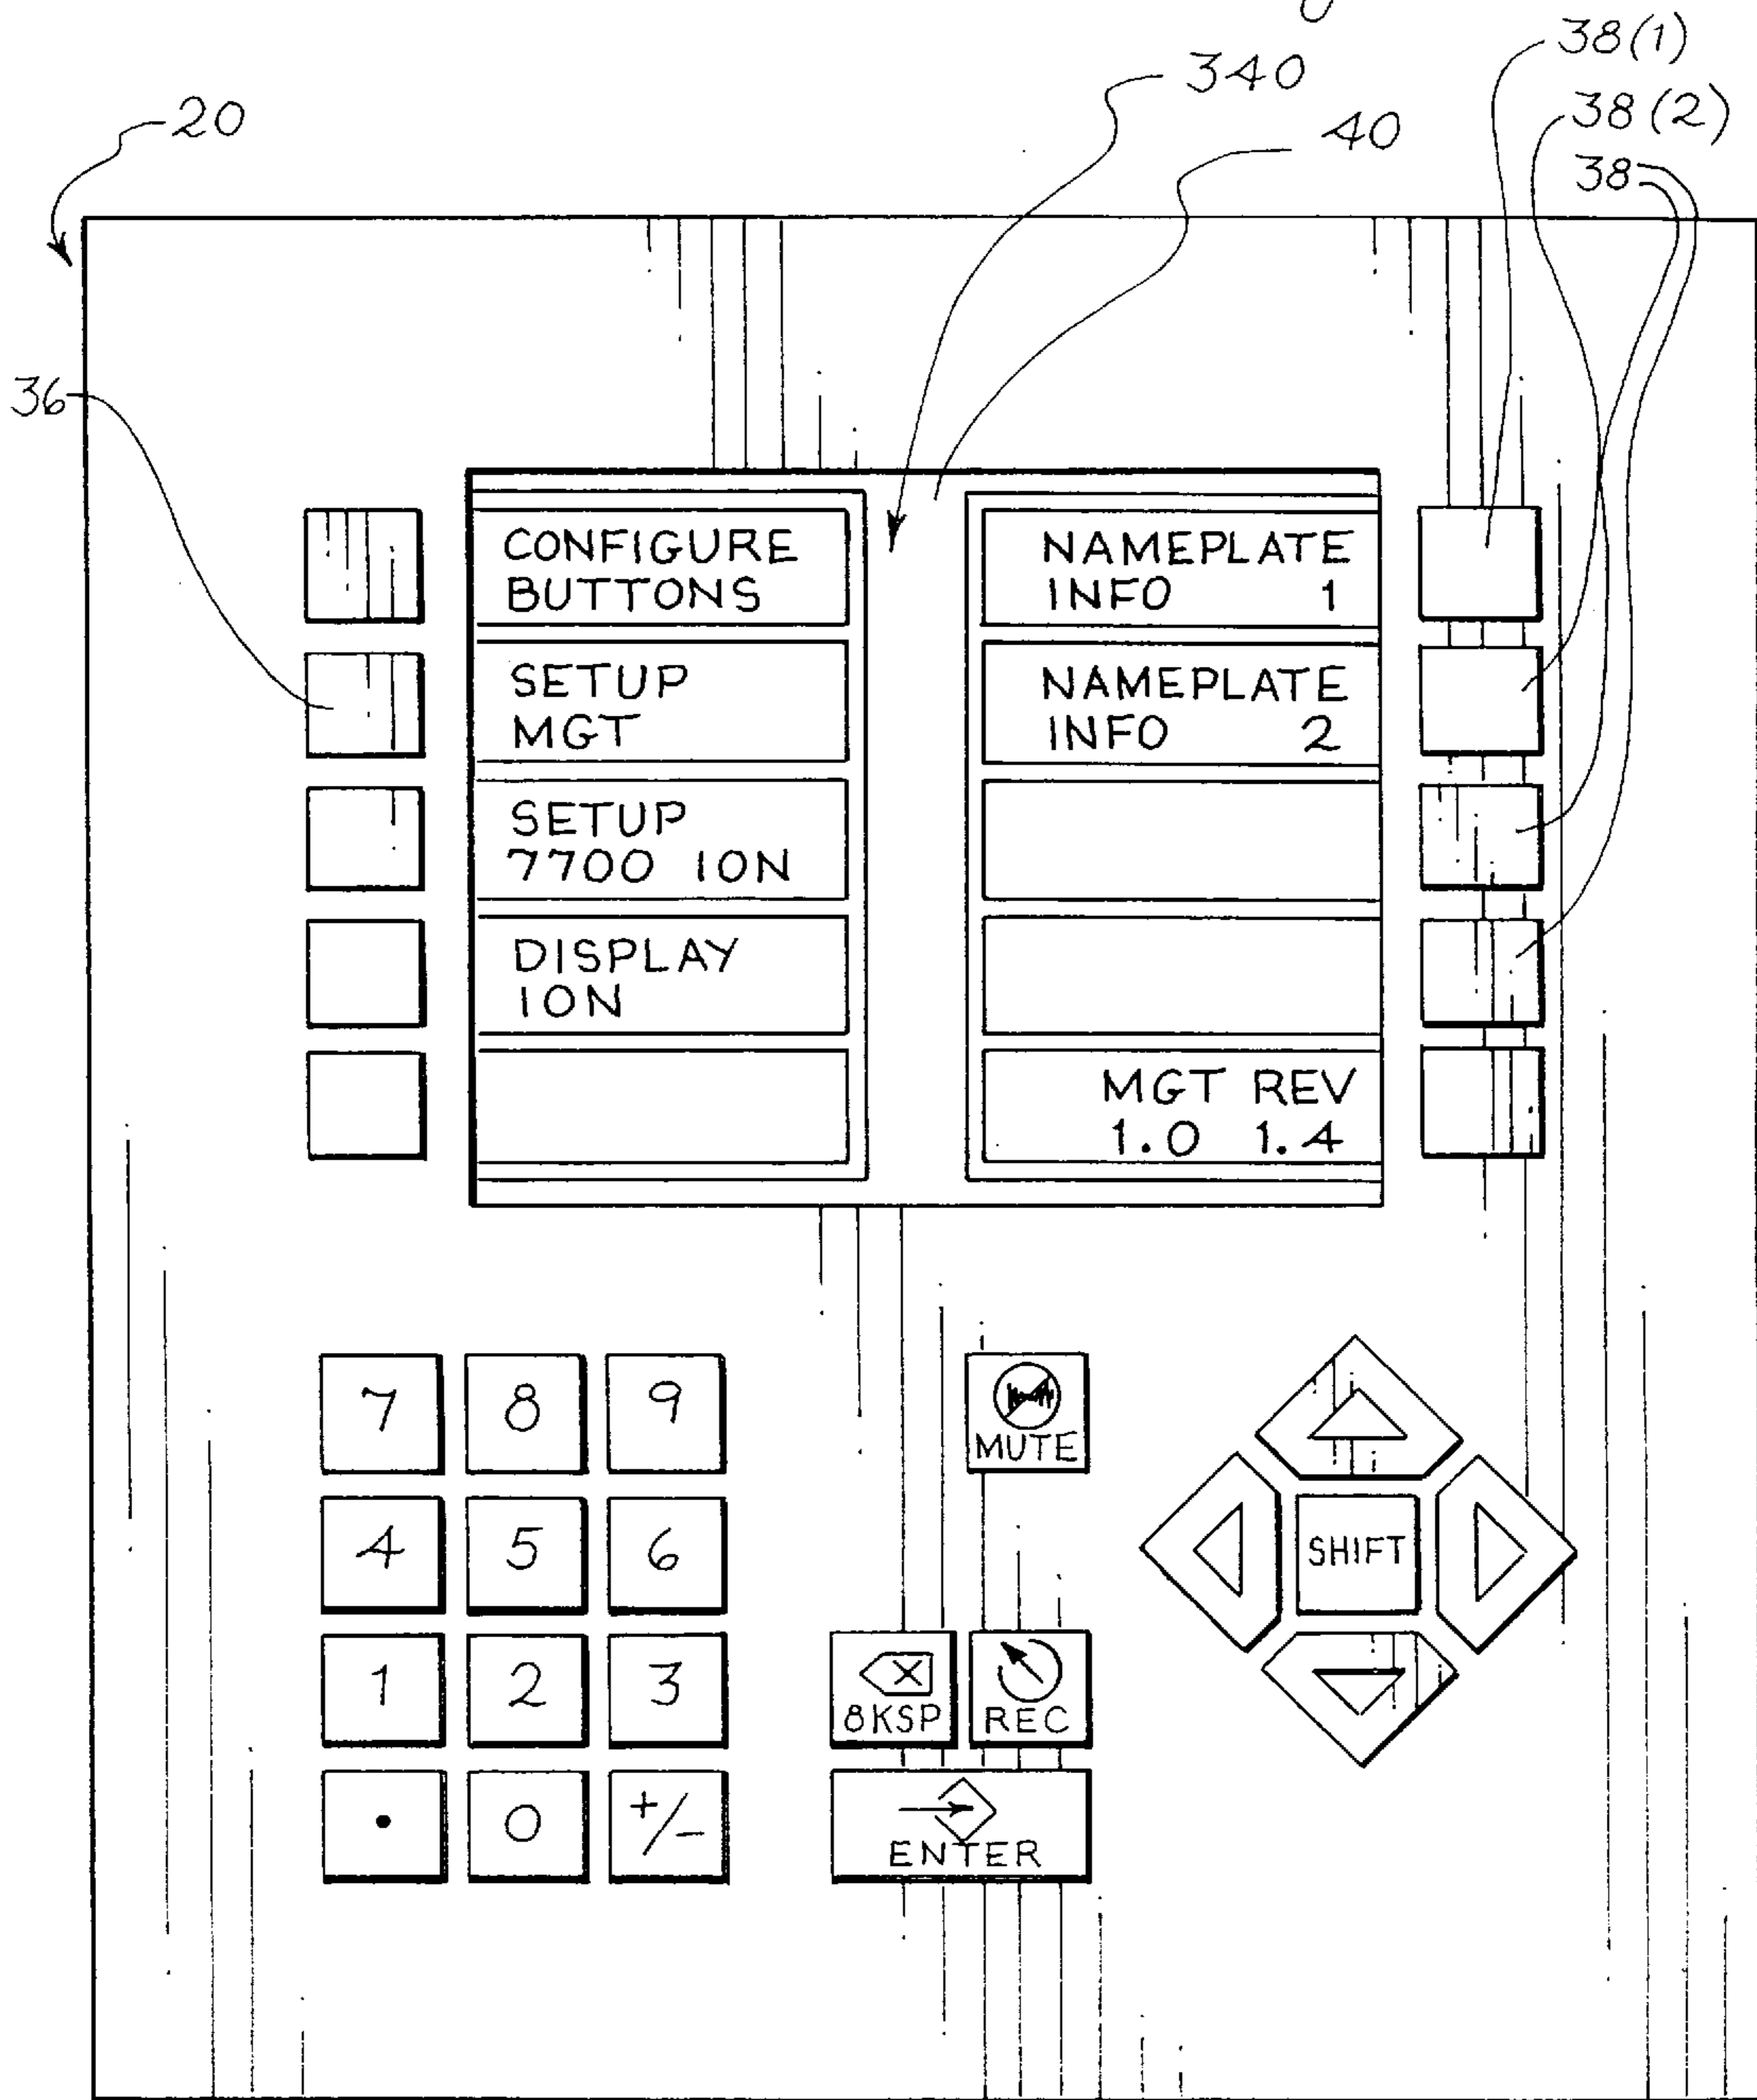 38(1)
340
38(2)
20
40
38
36
CONFIGURE
BUTTONS
NAMEPLATE
INFO 1
SETUP
MGT
NAMEPLATE
INFO 2
SETUP
7700 ION
DISPLAY
ION
MGT REV
1.0 1.4
7 8 9
MUTE
4 5 6
SHIFT
1 2 3
8KSP
REC
. 0 +/-
ENTER